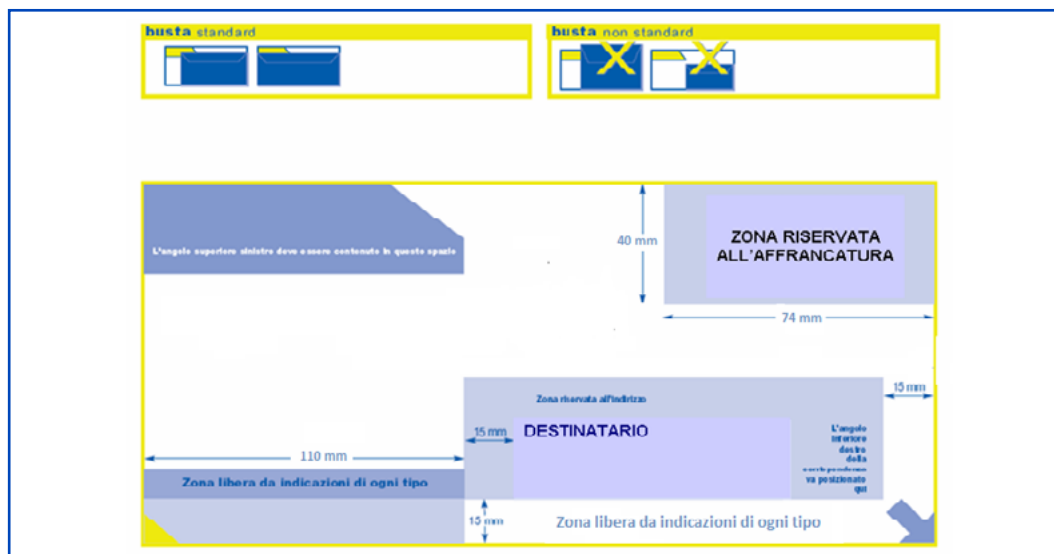 busta standard
busta non standard
L'angolo superiore sinistro deve essere contenuto in questo spazio
40 mm
ZONA RISERVATA
ALL'AFFRANCATURA
74 mm
Zona riservata all'indirizzo
15 mm
15 mm
DESTINATARIO
L'angolo
inferiore
destro
della
corrispondenza
va posizionato
qui
110 mm
Zona libera da indicazioni di ogni tipo
15 mm
Zona libera da indicazioni di ogni tipo